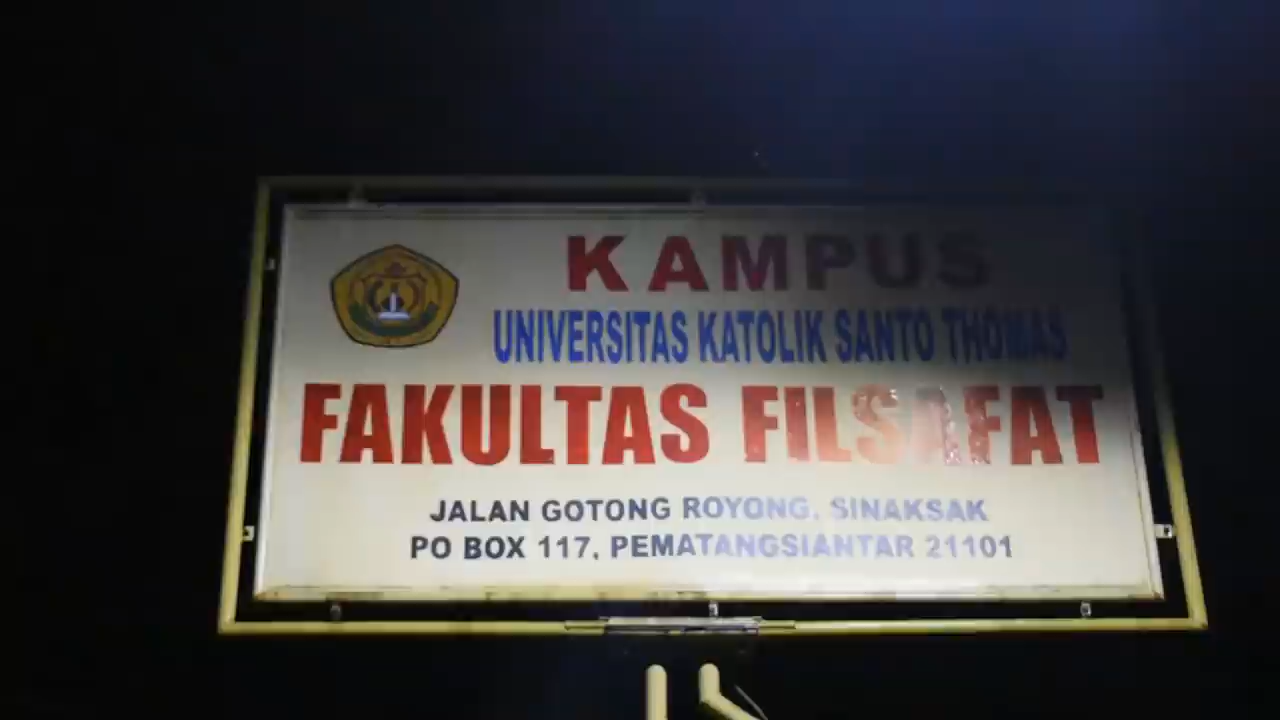 KAMPUS
UNIVERSITAS KATOLIK SANTO THOMAS
FAKULTAS FILSAFAT
JALAN GOTONG ROYONG, SINAKSAK
PO BOX 117, PEMATANGSIANTAR 21101